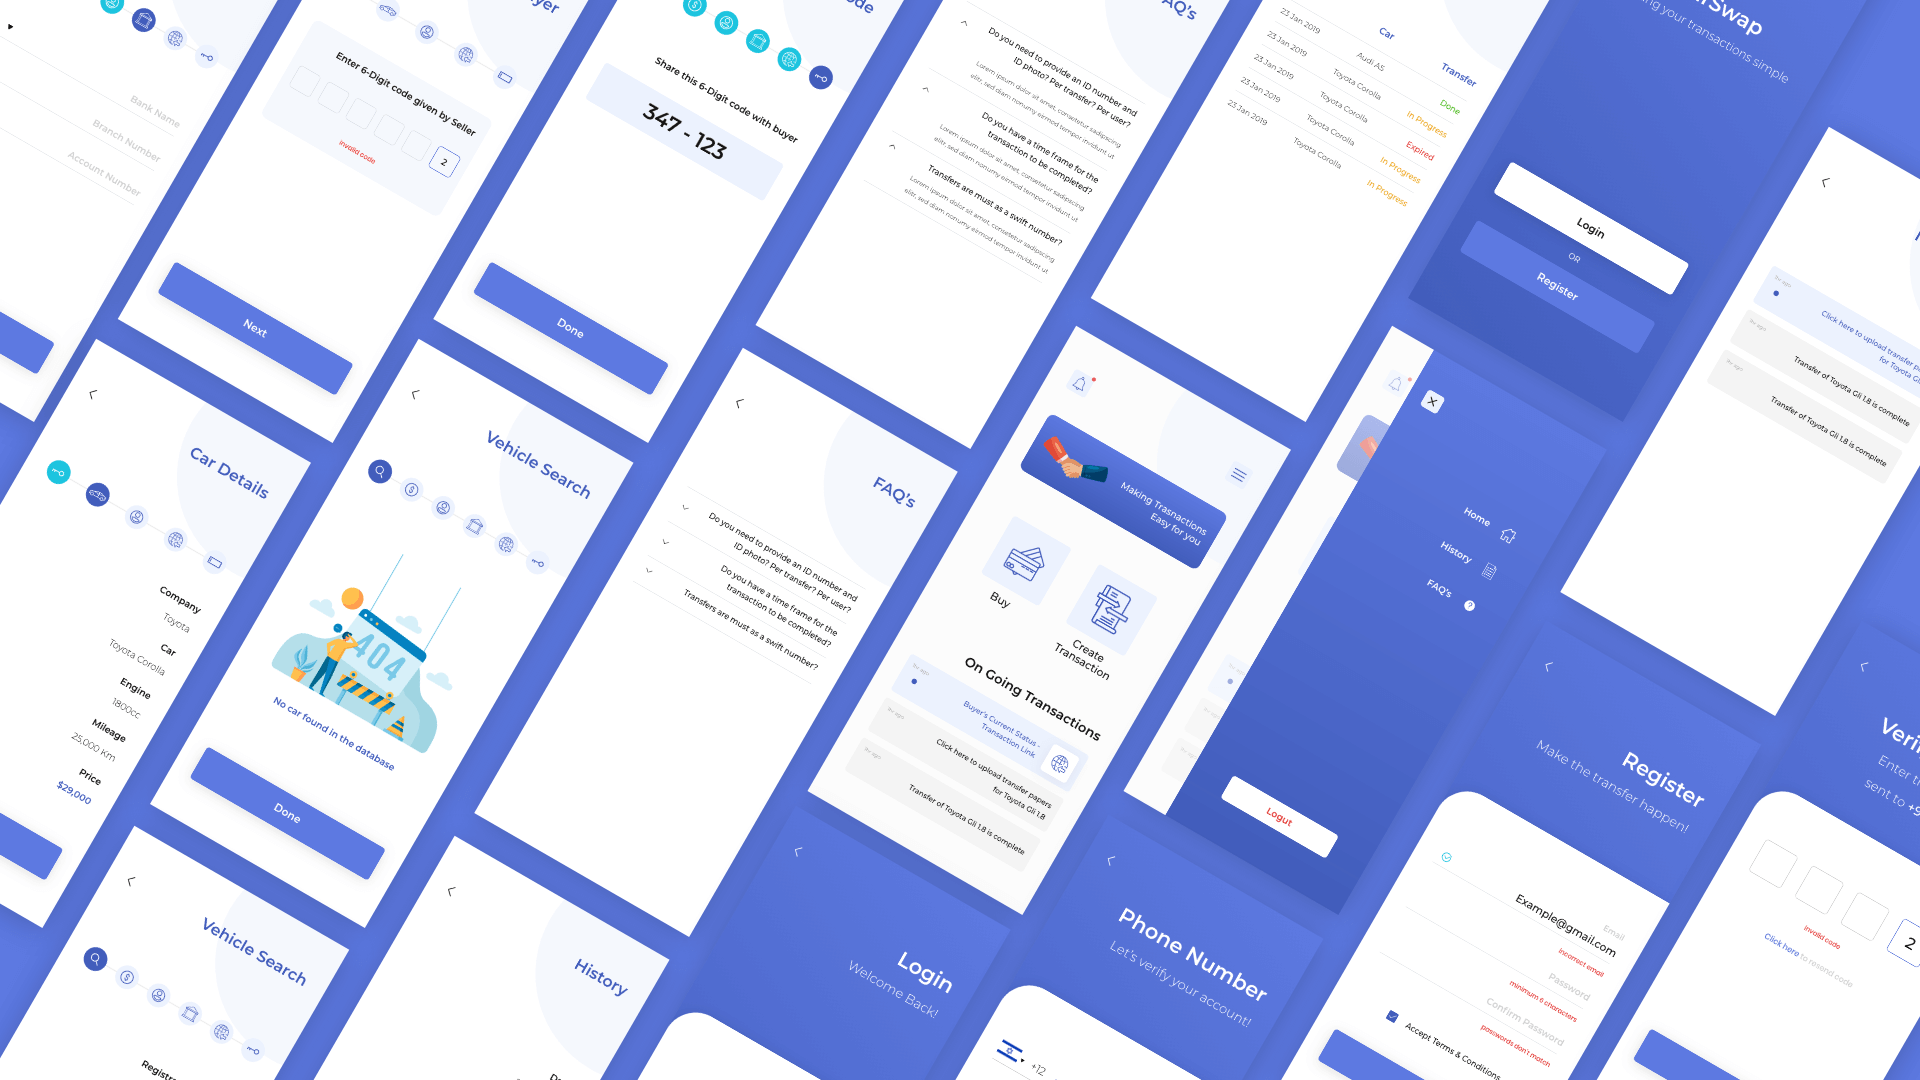 Bank Name
Branch Number
Account Number
Enter 6-Digit code given by Seller
2
Invalid code
Next
Share this 6-Digit code with buyer
347 - 123
Done
Do you need to provide an ID number and
ID photo? Per transfer? Per user?
Lorem ipsum dolor sit amet, consetetur sadipscing
elitr, sed diam nonumy eirmod tempor invidunt ut
Do you have a time frame for the
transaction to be completed?
Lorem ipsum dolor sit amet, consetetur sadipscing
elitr, sed diam nonumy eirmod tempor invidunt ut
Transfers are must as a swift number?
Lorem ipsum dolor sit amet, consetetur sadipscing
elitr, sed diam nonumy eirmod tempor invidunt ut
Car
Transfer
23 Jan 2019
Audi A5
Done
23 Jan 2019
Toyota Corolla
In Progress
23 Jan 2019
Toyota Corolla
Expired
23 Jan 2019
Toyota Corolla
In Progress
23 Jan 2019
Toyota Corolla
In Progress
your transactions simple
Login
OR
Register
1hr ago
Click here to upload transfer
for Toyota
1hr ago
Transfer of Toyota Gli 1.8 is complete
1hr ago
Transfer of Toyota Gli 1.8 is complete
Car Details
Company
Toyota
Car
Toyota Corolla
Engine
1800cc
Mileage
25,000 Km
Price
$29,000
Vehicle Search
404
No car found in the database
Done
FAQ's
Do you need to provide an ID number and
ID photo? Per transfer? Per user?
Do you have a time frame for the
transaction to be completed?
Transfers are must as a swift number?
Making Trasnactions
Easy for you
Buy
Create
Transaction
On Going Transactions
1hr ago
Buyer's Current Status -
Transaction Link
1hr ago
Click here to upload transfer papers
for Toyota Gli 1.8
1hr ago
Transfer of Toyota Gli 1.8 is complete
Home
History
FAQ's
?
Logut
Register
Make the transfer happen!
Email
Example@gmail.com
Incorrect email
Password
minimum 6 characters
Confirm Password
passwords don't match
Accept Terms & Conditions
sent to
2
Invalid code
Click here to resend code
Vehicle Search
History
Login
Welcome Back!
Phone Number
Let's verify your account!
+12